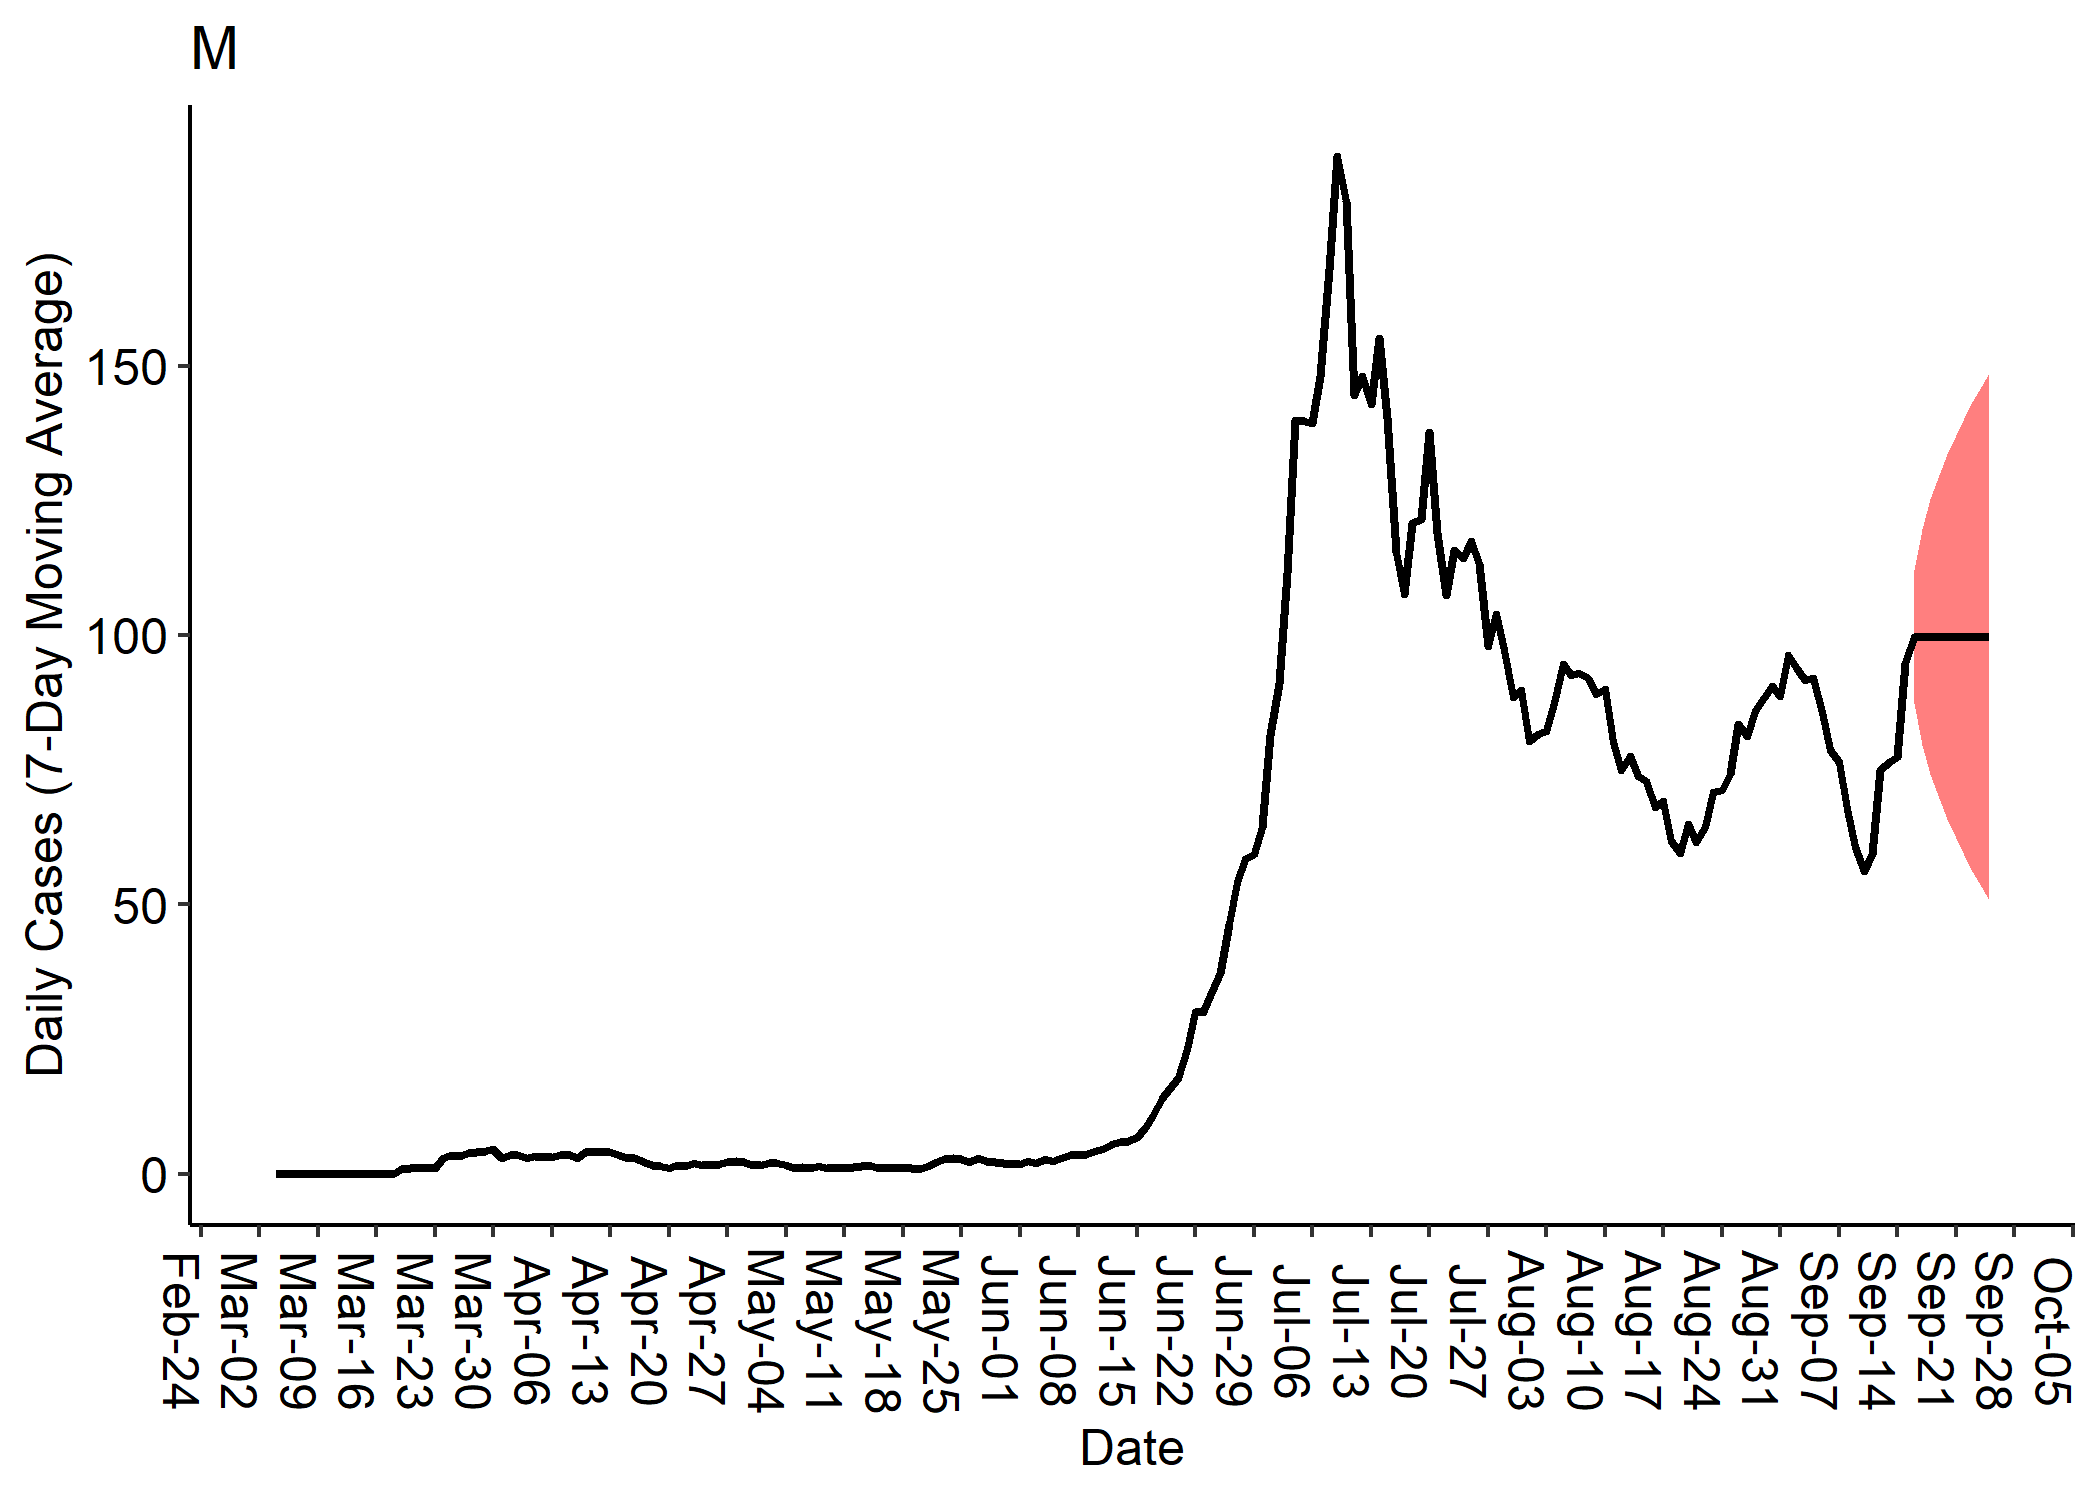 M
Daily Cases (7-Day Moving Average)
150
100
50
0
Feb-24
Mar-02
Mar-09
Mar-16
Mar-23
Mar-30
Apr-06
Apr-13
Apr-20
Apr-27
May-04
May-11
May-18
May-25
Jun-01
Jun-08
Jun-15
Jun-22
Jun-29
Jul-06
Jul-13
Jul-20
Jul-27
Aug-03
Aug-10
Aug-17
Aug-24
Aug-31
Sep-07
Sep-14
Sep-21
Sep-28
Oct-05
Date